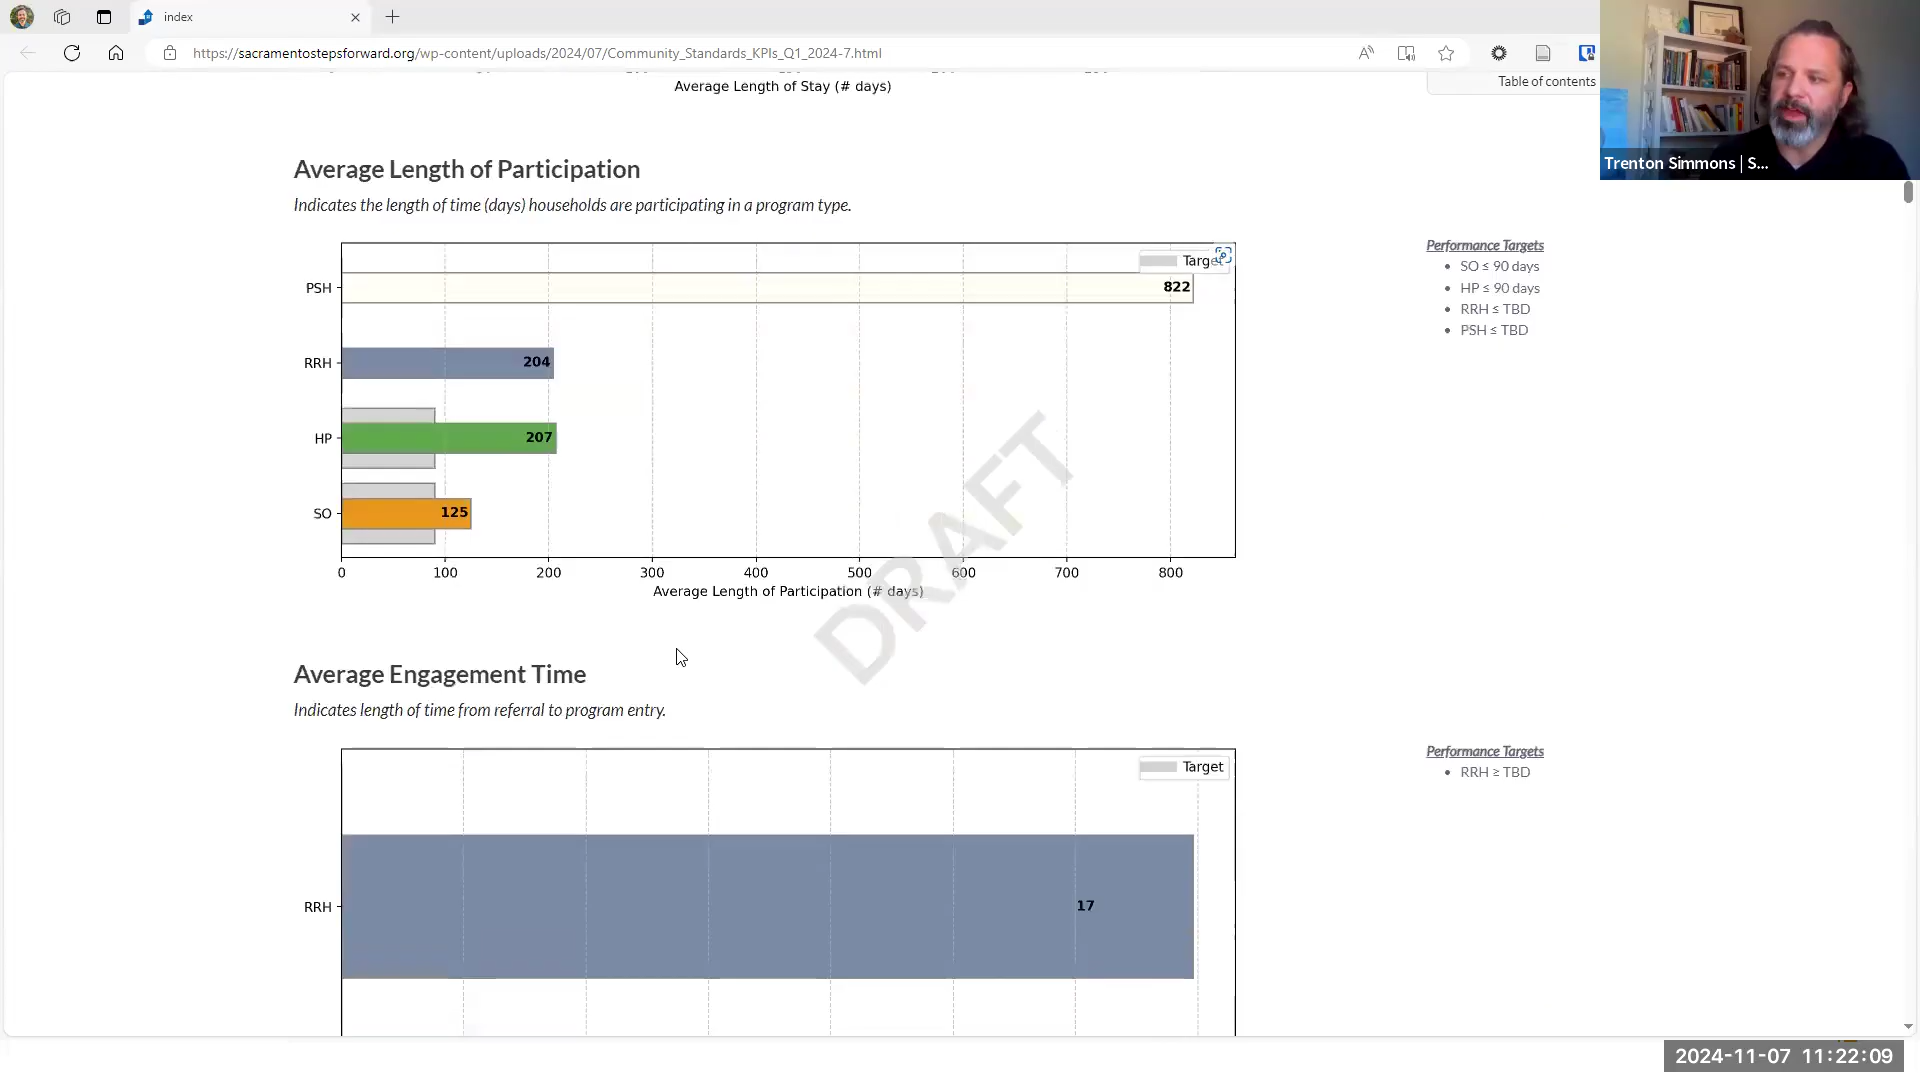 index
https://sacramentostepsforward.org/wp-content/uploads/2024/07/Community_Standards_KPIs_Q1_2024-7.html
Average Length of Stay (# days)
Table of contents
Trenton Simmons | S...
Average Length of Participation
Indicates the length of time (days) households are participating in a program type.
Target
PSH
822
RRH
204
HP
207
SO
125
0 100 200 300 400 500 600 700 800
Average Length of Participation (# days)
Performance Targets
• SO ≤ 90 days
• HP ≤ 90 days
• RRH ≤ TBD
• PSH ≤ TBD
DRAFT
Average Engagement Time
Indicates length of time from referral to program entry.
Target
RRH
17
Performance Targets
• RRH ≥ TBD
2024-11-07 11:22:09